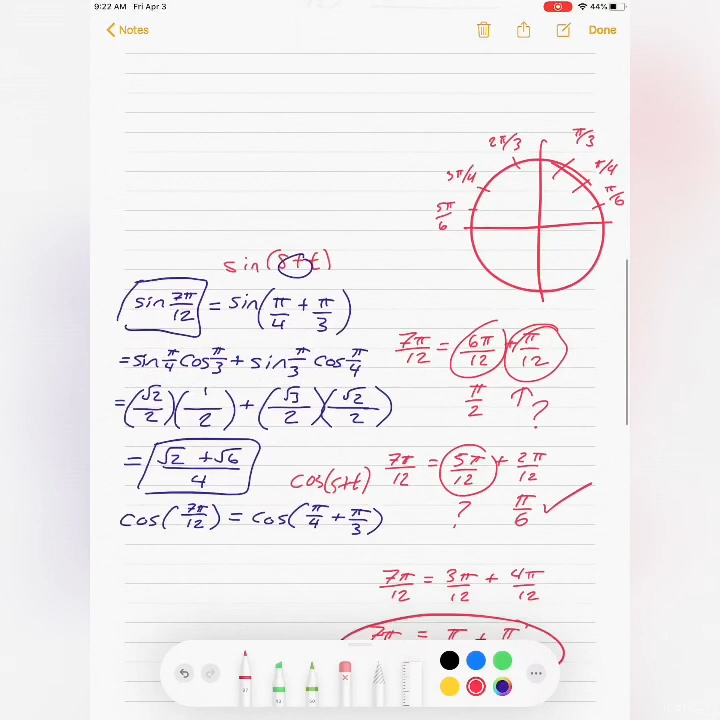 9:22 AM Fri Apr 3
44%
Notes
Done
2π/3
π/3
3π/4
π/4
5π/6
π/6
sin(s+t)
sin 7π/12 = sin(π/4 + π/3)
= sin π/4 cos π/3 + sin π/3 cos π/4
= (√2/2)(1/2) + (√3/2)(√2/2)
= √2 + √6 / 4
cos(s+t)
cos(7π/12) = cos(π/4 + π/3)
7π/12 = 6π/12 + π/12
π/2 ↑ ?
7π/12 = 5π/12 + 2π/12
? π/6 ✓
7π/12 = 3π/12 + 4π/12
7π = π + π
97